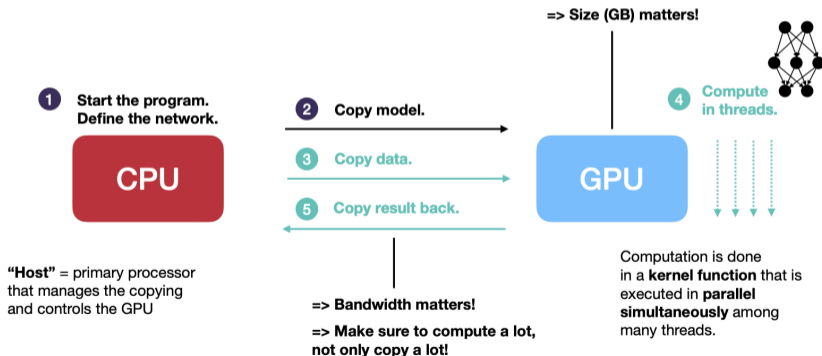 => Size (GB) matters!
1 Start the program.
Define the network.
2 Copy model.
4 Compute
in threads.
3 Copy data.
CPU
GPU
5 Copy result back.
“Host” = primary processor
that manages the copying
and controls the GPU
=> Bandwidth matters!
=> Make sure to compute a lot,
not only copy a lot!
Computation is done
in a kernel function that is
executed in parallel
simultaneously among
many threads.